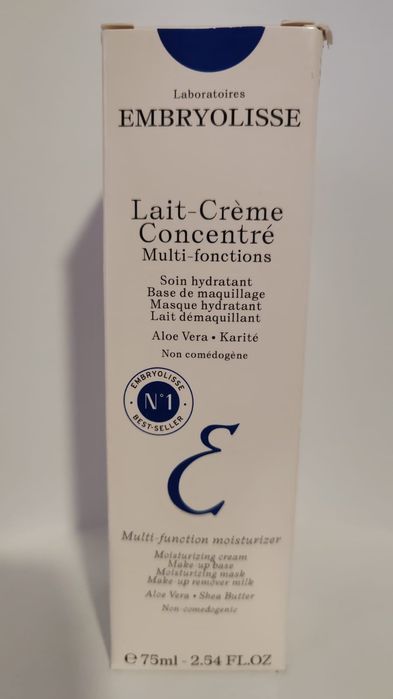 Laboratoires
EMBRYOLISSE
Lait-Crème
Concentré
Multi-fonctions
Soin hydratant
Base de maquillage
Masque hydratant
Lait démaquillant
Aloe Vera • Karité
Non comédogène
EMBRYOLISSE
N°1
BEST-SELLER
Multi-function moisturizer
Moisturizing cream
Make up base
Moisturizing mask
Make up remover milk
Aloe Vera • Shea Butter
Non-comedogenic
℮ 75ml - 2.54 FL.OZ